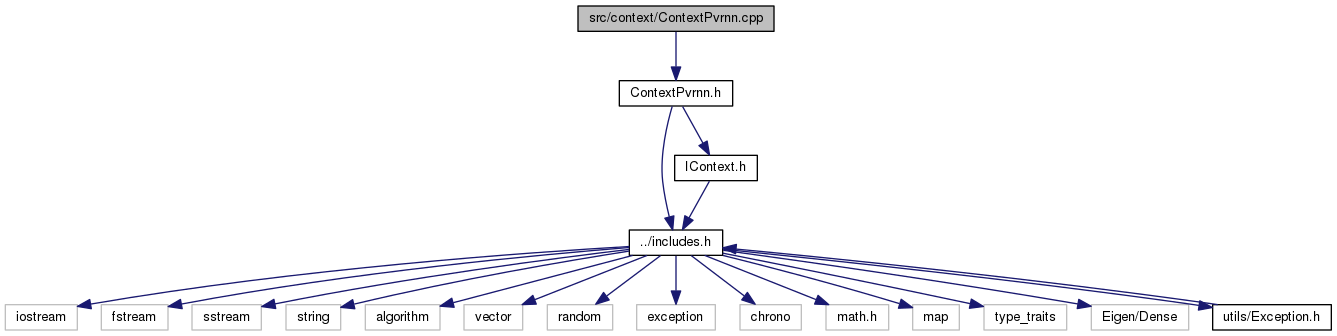 src/context/ContextPvrnn.cpp
ContextPvrnn.h
IContext.h
../includes.h
iostream
fstream
sstream
string
algorithm
vector
random
exception
chrono
math.h
map
type_traits
Eigen/Dense
utils/Exception.h